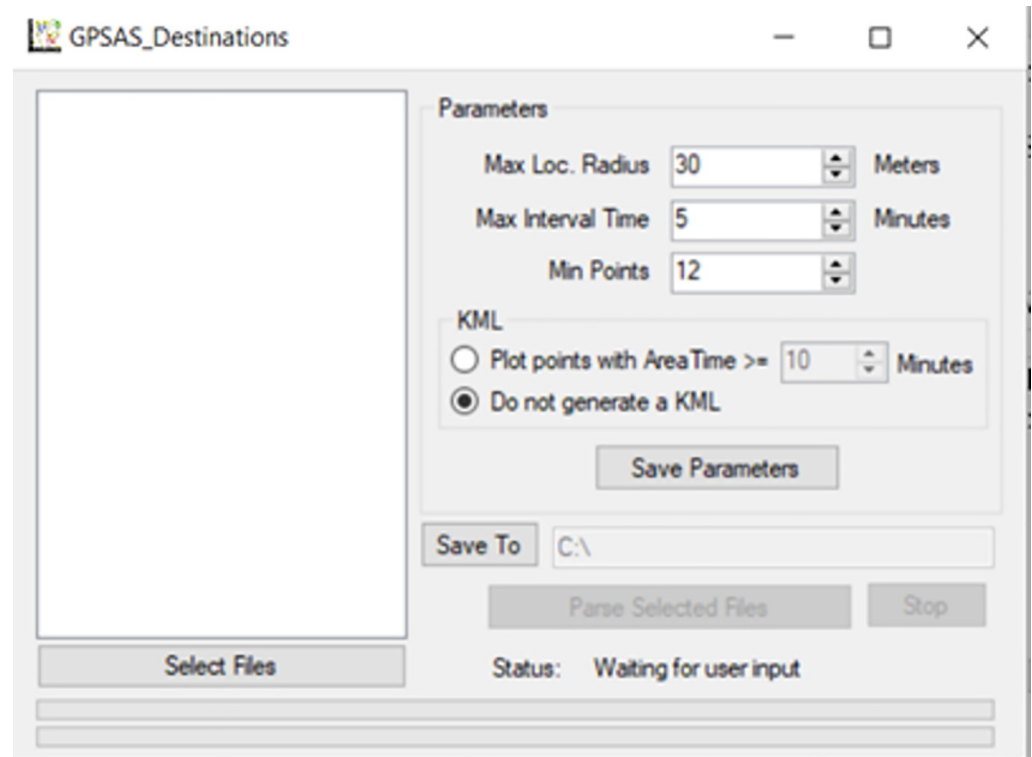 GPSAS_Destinations
Parameters
Max Loc. Radius 30 Meters
Max Interval Time 5 Minutes
Min Points 12
KML
Plot points with AreaTime >= 10 Minutes
Do not generate a KML
Save Parameters
Save To C:\
Parse Selected Files Stop
Select Files Status: Waiting for user input